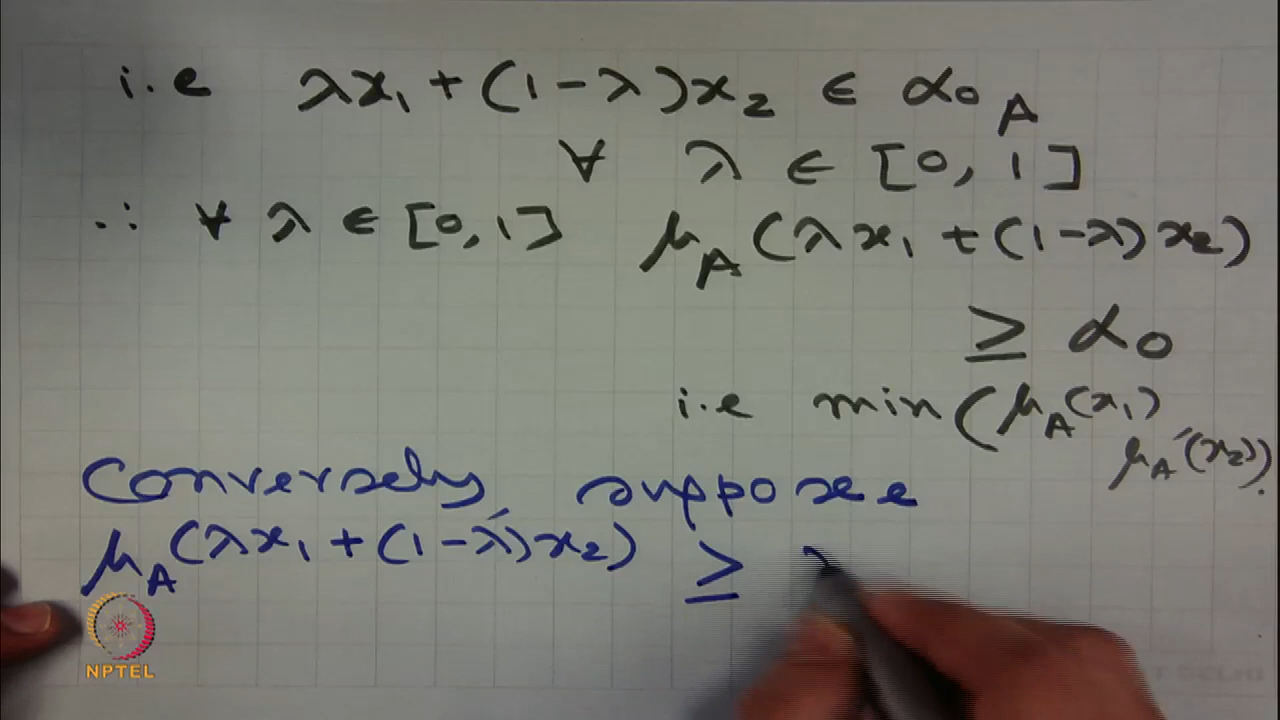 i.e λx₁ + (1-λ)x₂ ∈ α₀A
∀ λ ∈ [0, 1]
∴ ∀ λ ∈ [0, 1] μA(λx₁ + (1-λ)x₂)
≥ α₀
i.e min(μA(x₁),
μA(x₂)).
Conversely, suppose
μA(λx₁ + (1-λ)x₂) ≥
NPTEL